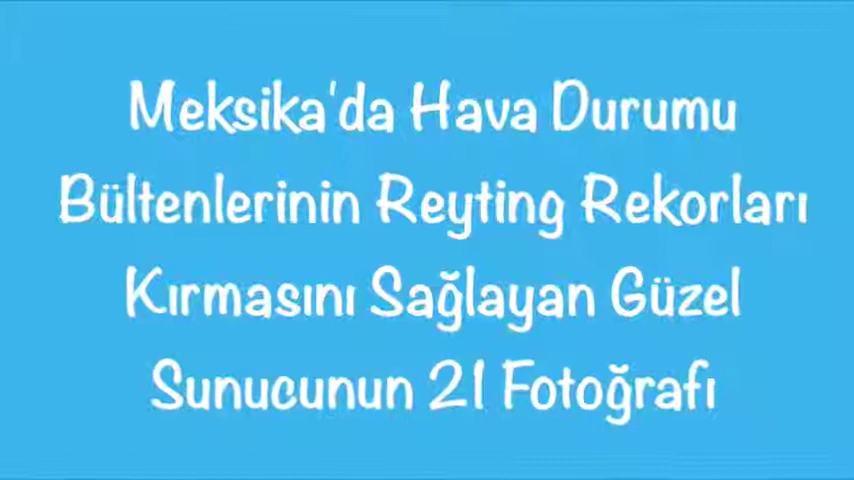 Meksika'da Hava Durumu
Bültenlerinin Reyting Rekorları
Kırmasını Sağlayan Güzel
Sunucunun 21 Fotoğrafı